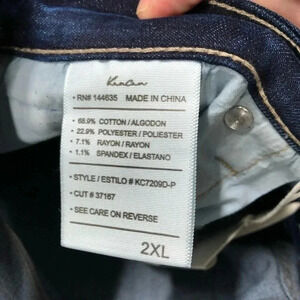 KanCan
• RN# 144635 • MADE IN CHINA
• 68.9% COTTON / ALGODON
• 22.9% POLYESTER / POLIESTER
• 7.1% RAYON / RAYON
• 1.1% SPANDEX / ELASTANO
• STYLE / ESTILO # KC7209D-P
• CUT # 37167
• SEE CARE ON REVERSE
2XL